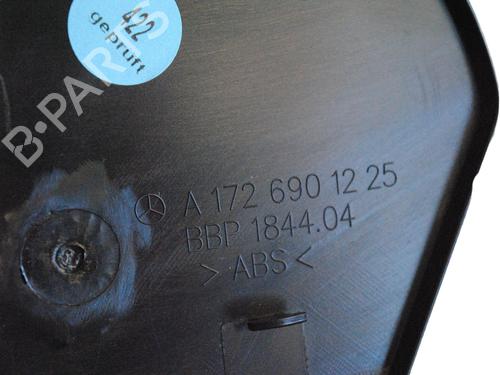 422
geprüft
B-PARTS
A 172 690 12 25
BBP 1844.04
> ABS <